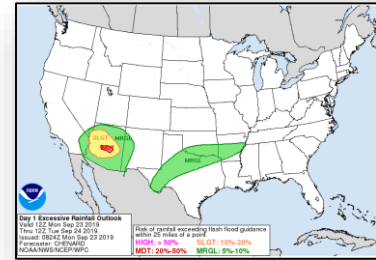 SLGT
MRGL
MRGL
noaa
Day 1 Excessive Rainfall Outlook
Valid 12Z Mon Sep 23 2019
Thru 12Z Tue Sep 24 2019
Issued: 0824Z Mon Sep 23 2019
Forecaster: CHENARD
NOAA/NWS/NCEP/WPC
Risk of rainfall exceeding flash flood guidance
within 25 miles of a point
HIGH: > 50% SLGT: 10%-20%
MDT: 20%-50% MRGL: 5%-10%